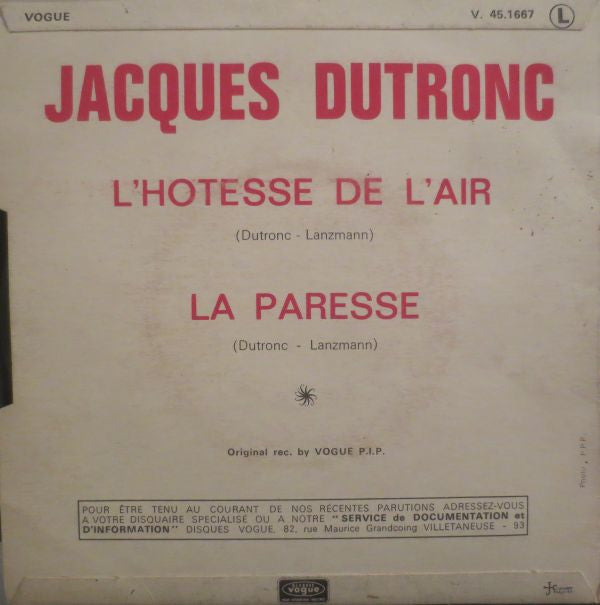 VOGUE
V. 45.1667 L
JACQUES DUTRONC
L'HOTESSE DE L'AIR
(Dutronc - Lanzmann)
LA PARESSE
(Dutronc - Lanzmann)
Original rec. by VOGUE P.I.P.
POUR ÊTRE TENU AU COURANT DE NOS RÉCENTES PARUTIONS ADRESSEZ-VOUS
A VOTRE DISQUAIRE SPECIALISÉ OU A NOTRE "SERVICE de DOCUMENTATION et
D'INFORMATION" DISQUES VOGUE, 82, rue Maurice Grandcoing VILLETANEUSE - 93
DISQUES
vogue